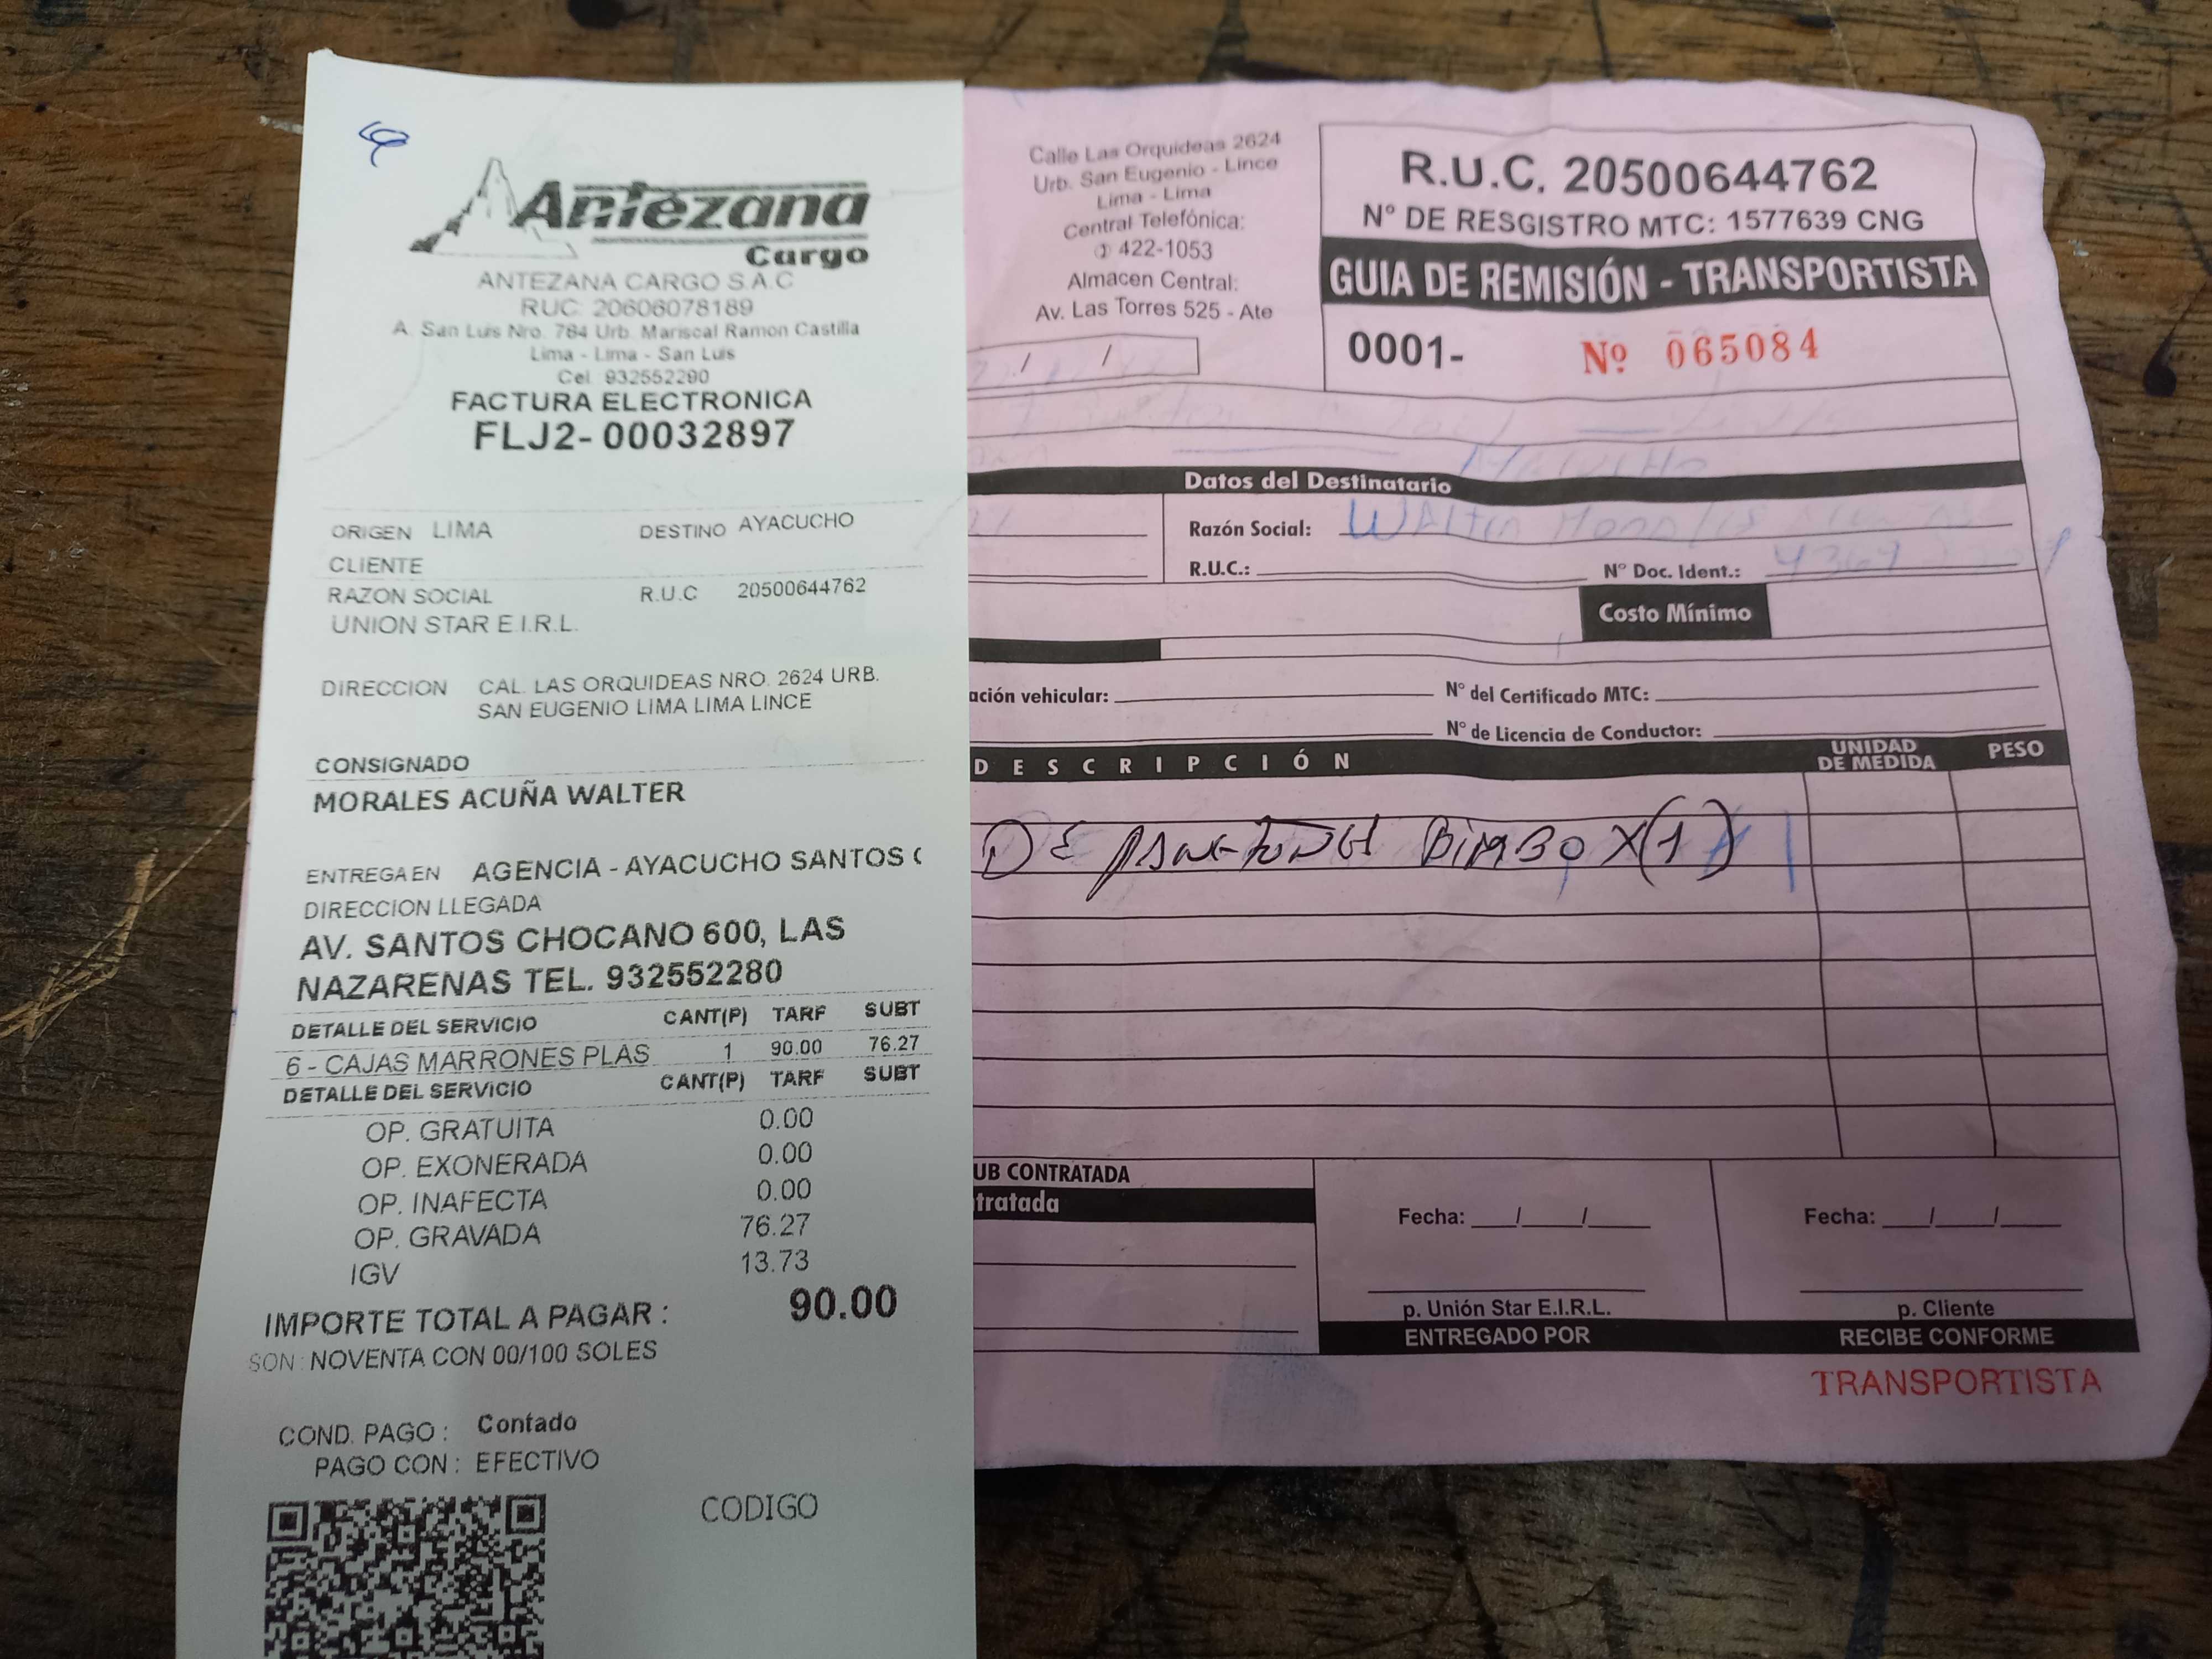 Antezana
Cargo
ANTEZANA CARGO S.A.C
RUC: 20606078189
A. San Luis Nro. 784 Urb. Mariscal Ramon Castilla
Lima - Lima - San Luis
Cel. 932552290
FACTURA ELECTRONICA
FLJ2- 00032897
ORIGEN LIMA DESTINO AYACUCHO
CLIENTE
RAZON SOCIAL R.U.C 20500644762
UNION STAR E.I.R.L.
DIRECCION CAL. LAS ORQUIDEAS NRO. 2624 URB.
SAN EUGENIO LIMA LIMA LINCE
CONSIGNADO
MORALES ACUÑA WALTER
ENTREGA EN AGENCIA - AYACUCHO SANTOS C
DIRECCION LLEGADA
AV. SANTOS CHOCANO 600, LAS
NAZARENAS TEL. 932552280
DETALLE DEL SERVICIO CANT(P) TARF SUBT
6 - CAJAS MARRONES PLAS 1 90.00 76.27
DETALLE DEL SERVICIO CANT(P) TARF SUBT
OP. GRATUITA 0.00
OP. EXONERADA 0.00
OP. INAFECTA 0.00
OP. GRAVADA 76.27
IGV 13.73
IMPORTE TOTAL A PAGAR : 90.00
SON : NOVENTA CON 00/100 SOLES
COND. PAGO : Contado
PAGO CON : EFECTIVO
CODIGO
Calle Las Orquideas 2624
Urb. San Eugenio - Lince
Lima - Lima
Central Telefónica:
422-1053
Almacen Central:
Av. Las Torres 525 - Ate
R.U.C. 20500644762
N° DE RESGISTRO MTC: 1577639 CNG
GUIA DE REMISIÓN - TRANSPORTISTA
0001- Nº 065084
/ /
Datos del Destinatario
Razón Social: Walter Morales
R.U.C.: N° Doc. Ident.:
Costo Mínimo
ación vehicular: N° del Certificado MTC:
N° de Licencia de Conductor:
DESCRIPCIÓN UNIDAD DE MEDIDA PESO
DE PANETONES BIMBO X(1)
UB CONTRATADA
tratada
Fecha: / / Fecha: / /
p. Unión Star E.I.R.L. p. Cliente
ENTREGADO POR RECIBE CONFORME
TRANSPORTISTA